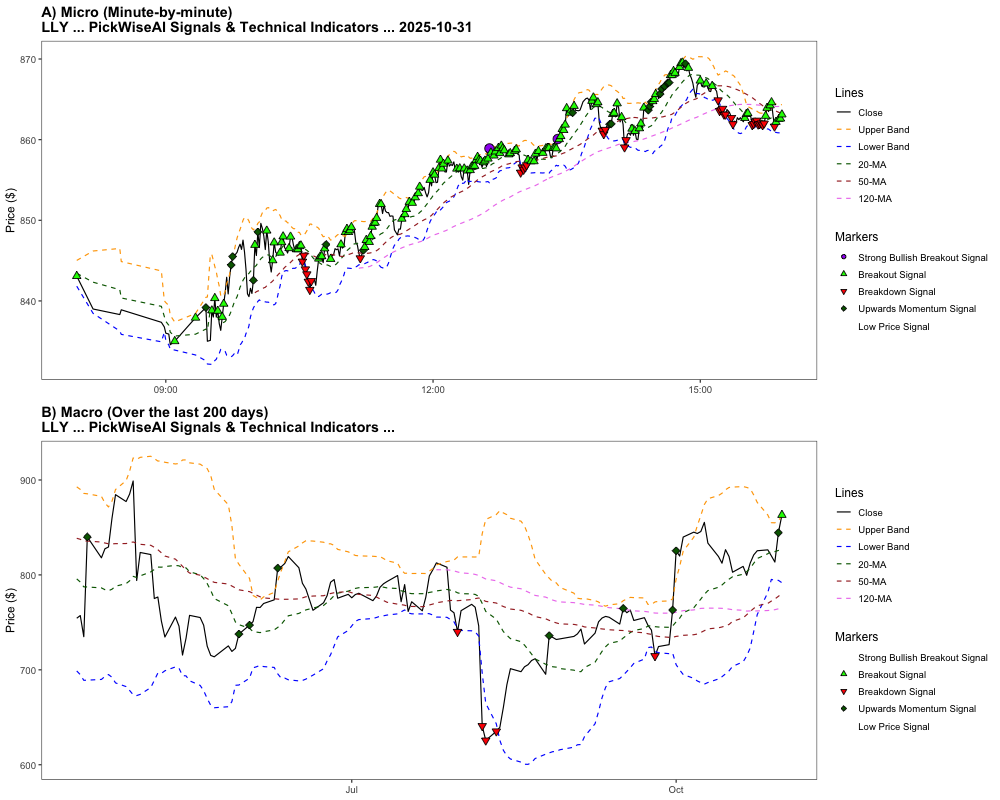 A) Micro (Minute-by-minute)
LLY ... PickWiseAI Signals & Technical Indicators ... 2025-10-31
870
860
850
840
Price ($)
09:00
12:00
15:00
Lines
Close
Upper Band
Lower Band
20-MA
50-MA
120-MA
Markers
Strong Bullish Breakout Signal
Breakout Signal
Breakdown Signal
Upwards Momentum Signal
Low Price Signal
B) Macro (Over the last 200 days)
LLY ... PickWiseAI Signals & Technical Indicators ...
900
800
700
600
Price ($)
Jul
Oct
Lines
Close
Upper Band
Lower Band
20-MA
50-MA
120-MA
Markers
Strong Bullish Breakout Signal
Breakout Signal
Breakdown Signal
Upwards Momentum Signal
Low Price Signal